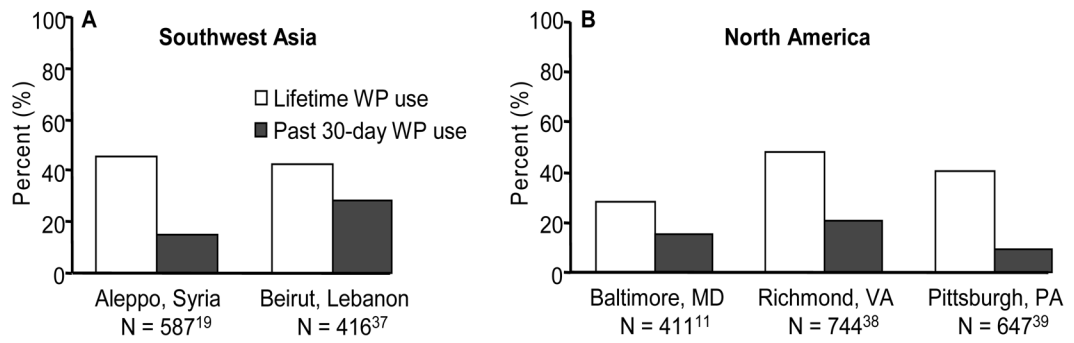 A
Southwest Asia
100
80
60
40
20
0
Percent (%)
Lifetime WP use
Past 30-day WP use
Aleppo, Syria
N = 587¹⁹
Beirut, Lebanon
N = 416³⁷
B
North America
100
80
60
40
20
0
Percent (%)
Baltimore, MD
N = 411¹¹
Richmond, VA
N = 744³⁸
Pittsburgh, PA
N = 647³⁹